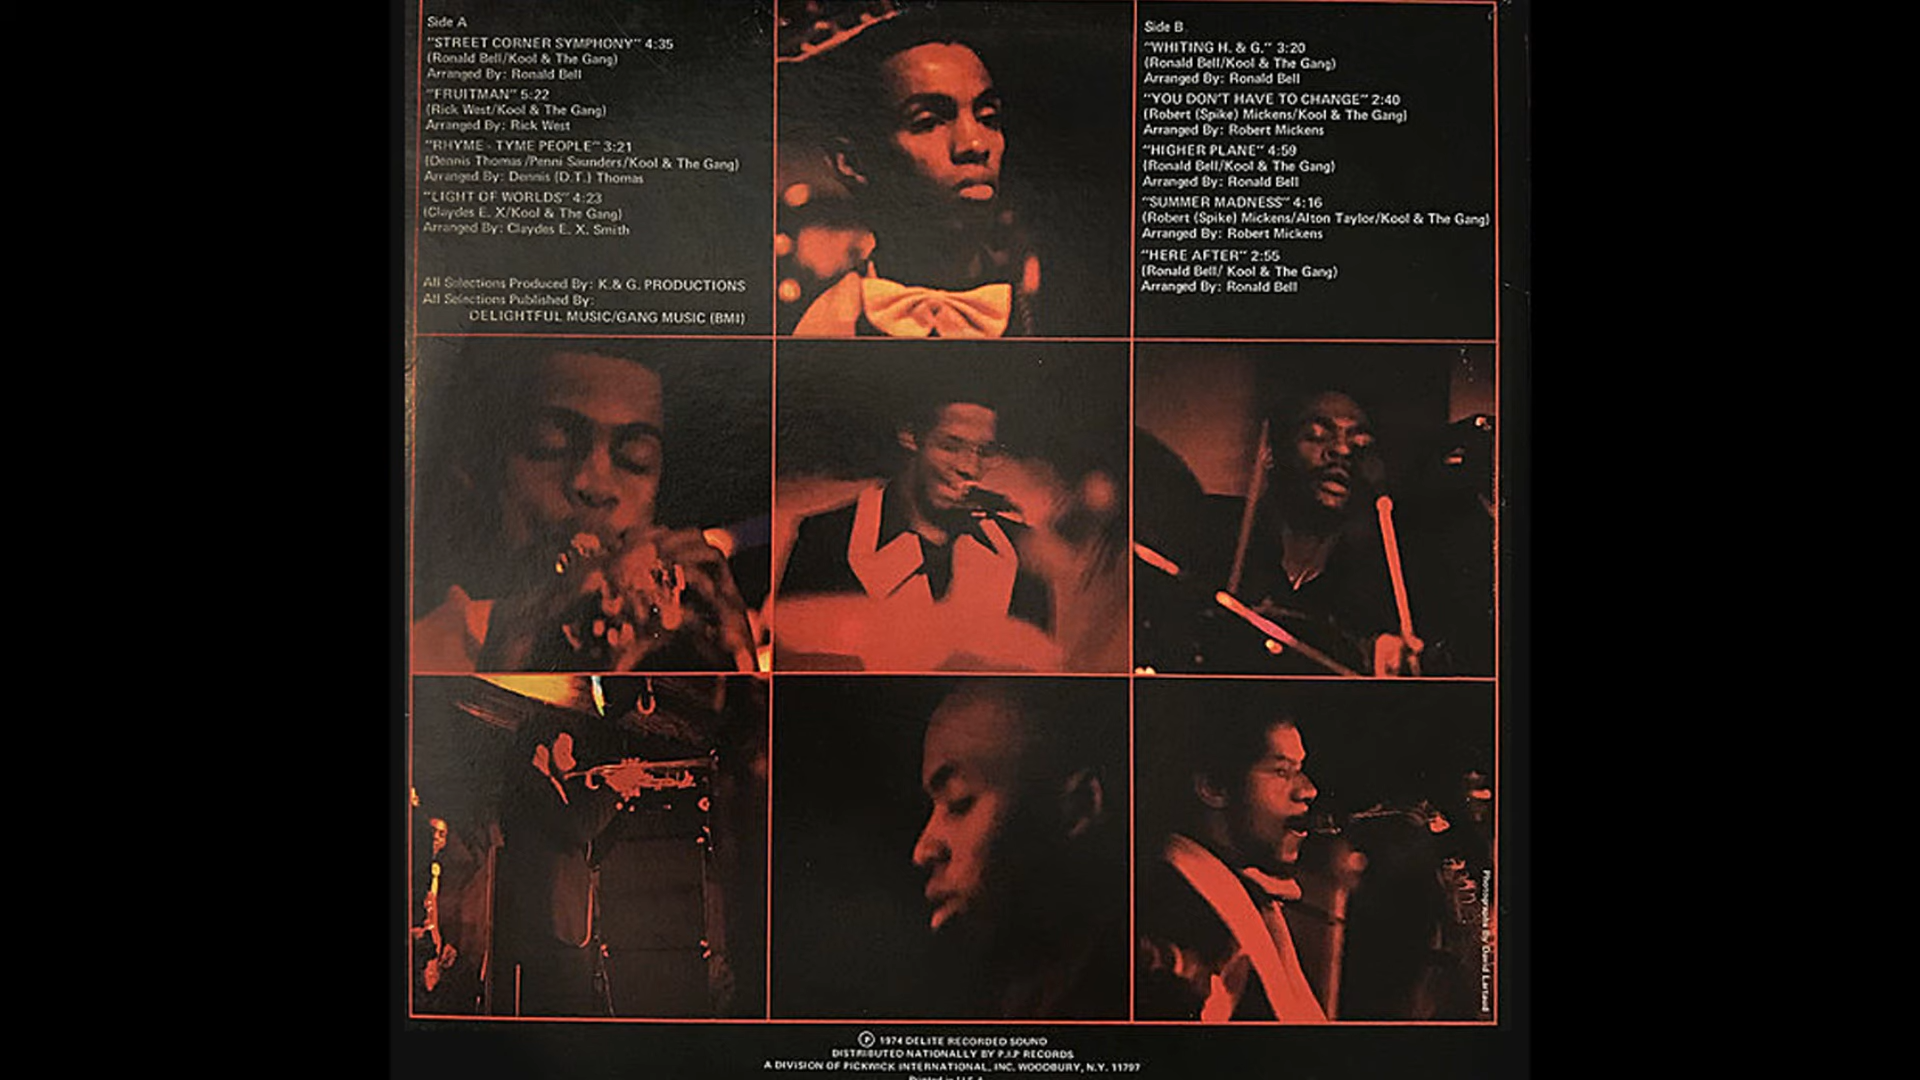 Side A
"STREET CORNER SYMPHONY" 4:35
(Ronald Bell/Kool & The Gang)
Arranged By: Ronald Bell
"FRUITMAN" 5:22
(Rick West/Kool & The Gang)
Arranged By: Rick West
"RHYME - TYME PEOPLE" 3:21
(Dennis Thomas/Penni Saunders/Kool & The Gang)
Arranged By: Dennis (D.T.) Thomas
"LIGHT OF WORLDS" 4:23
(Claydes E. X/Kool & The Gang)
Arranged By: Claydes E. X. Smith
All Selections Produced By: K.& G. PRODUCTIONS
All Selections Published By:
DELIGHTFUL MUSIC/GANG MUSIC (BMI)
Side B
"WHITING H. & G." 3:20
(Ronald Bell/Kool & The Gang)
Arranged By: Ronald Bell
"YOU DON'T HAVE TO CHANGE" 2:40
(Robert (Spike) Mickens/Kool & The Gang)
Arranged By: Robert Mickens
"HIGHER PLANE" 4:59
(Ronald Bell/Kool & The Gang)
Arranged By: Ronald Bell
"SUMMER MADNESS" 4:16
(Robert (Spike) Mickens/Alton Taylor/Kool & The Gang)
Arranged By: Robert Mickens
"HERE AFTER" 2:55
(Ronald Bell/ Kool & The Gang)
Arranged By: Ronald Bell
Photographs By David Lartaud
Ⓟ 1974 DELITE RECORDED SOUND
DISTRIBUTED NATIONALLY BY P.I.P RECORDS
A DIVISION OF PICKWICK INTERNATIONAL, INC. WOODBURY, N.Y. 11797
Printed in U.S.A.